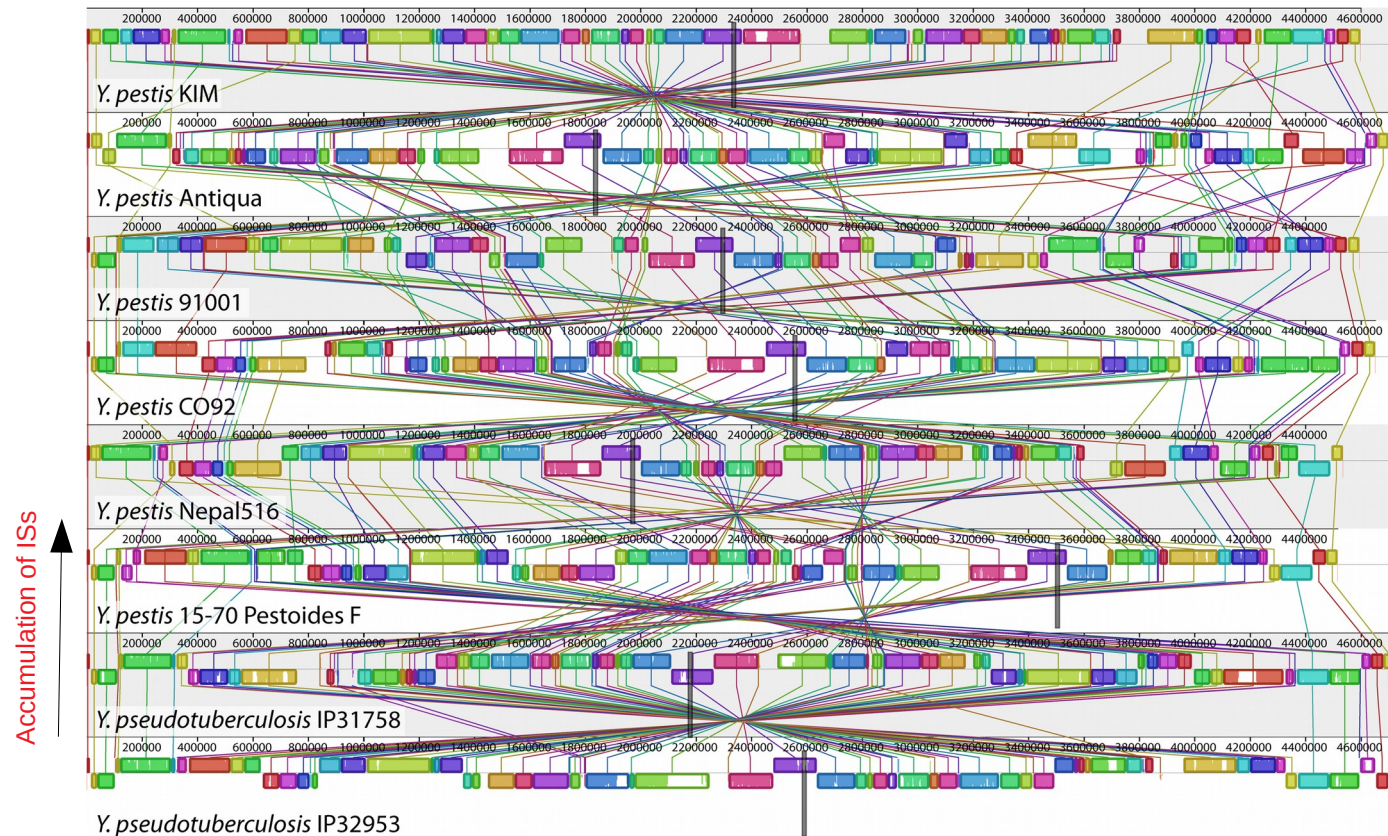 200000 400000 600000 800000 1000000 1200000 1400000 1600000 1800000 2000000 2200000 2400000 2600000 2800000 3000000 3200000 3400000 3600000 3800000 4000000 4200000 4400000 4600000
Y. pestis KIM
200000 400000 600000 800000 1000000 1200000 1400000 1600000 1800000 2000000 2200000 2400000 2600000 2800000 3000000 3200000 3400000 3600000 3800000 4000000 4200000 4400000 4600000
Y. pestis Antiqua
200000 400000 600000 800000 1000000 1200000 1400000 1600000 1800000 2000000 2200000 2400000 2600000 2800000 3000000 3200000 3400000 3600000 3800000 4000000 4200000 4400000 4600000
Y. pestis 91001
200000 400000 600000 800000 1000000 1200000 1400000 1600000 1800000 2000000 2200000 2400000 2600000 2800000 3000000 3200000 3400000 3600000 3800000 4000000 4200000 4400000 4600000
Y. pestis CO92
200000 400000 600000 800000 1000000 1200000 1400000 1600000 1800000 2000000 2200000 2400000 2600000 2800000 3000000 3200000 3400000 3600000 3800000 4000000 4200000 4400000
Y. pestis Nepal516
200000 400000 600000 800000 1000000 1200000 1400000 1600000 1800000 2000000 2200000 2400000 2600000 2800000 3000000 3200000 3400000 3600000 3800000 4000000 4200000 4400000
Y. pestis 15-70 Pestoides F
200000 400000 600000 800000 1000000 1200000 1400000 1600000 1800000 2000000 2200000 2400000 2600000 2800000 3000000 3200000 3400000 3600000 3800000 4000000 4200000 4400000 4600000
Y. pseudotuberculosis IP31758
200000 400000 600000 800000 1000000 1200000 1400000 1600000 1800000 2000000 2200000 2400000 2600000 2800000 3000000 3200000 3400000 3600000 3800000 4000000 4200000 4400000 4600000
Y. pseudotuberculosis IP32953
Accumulation of ISs